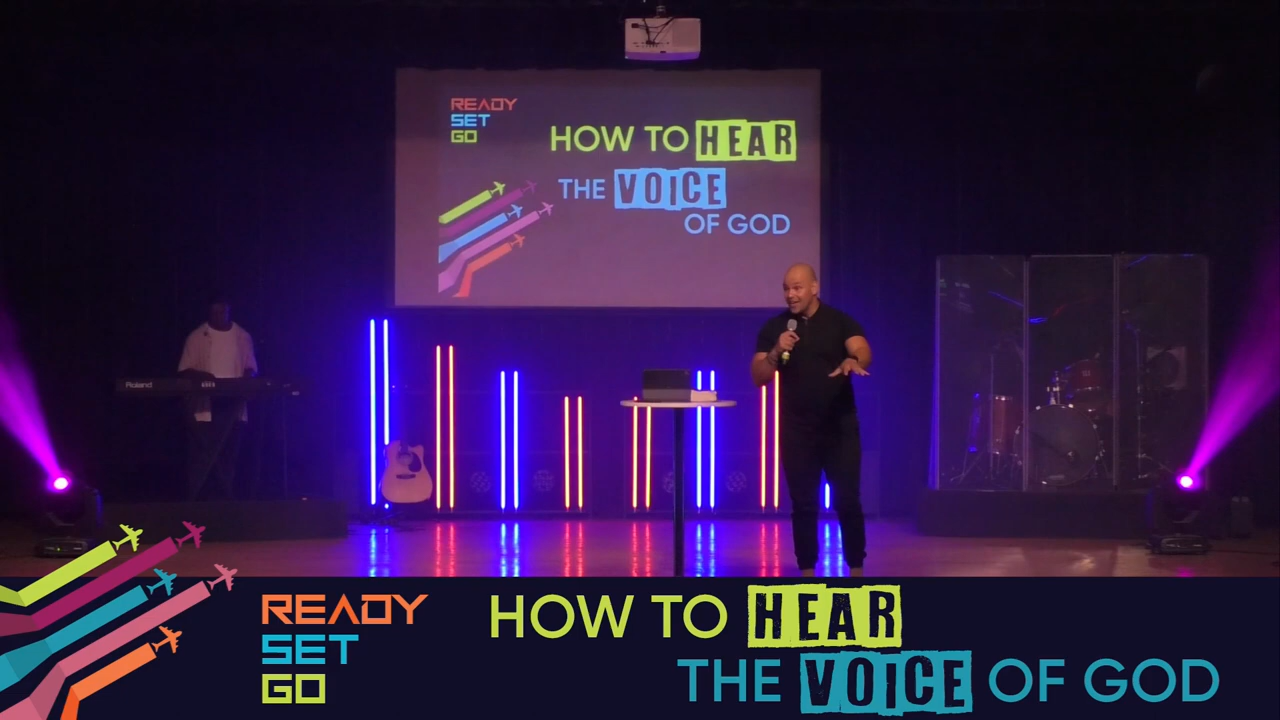 READY
SET
GO
HOW TO HEAR
THE VOICE
OF GOD
Roland
READY
SET
GO
HOW TO HEAR
THE VOICE OF GOD